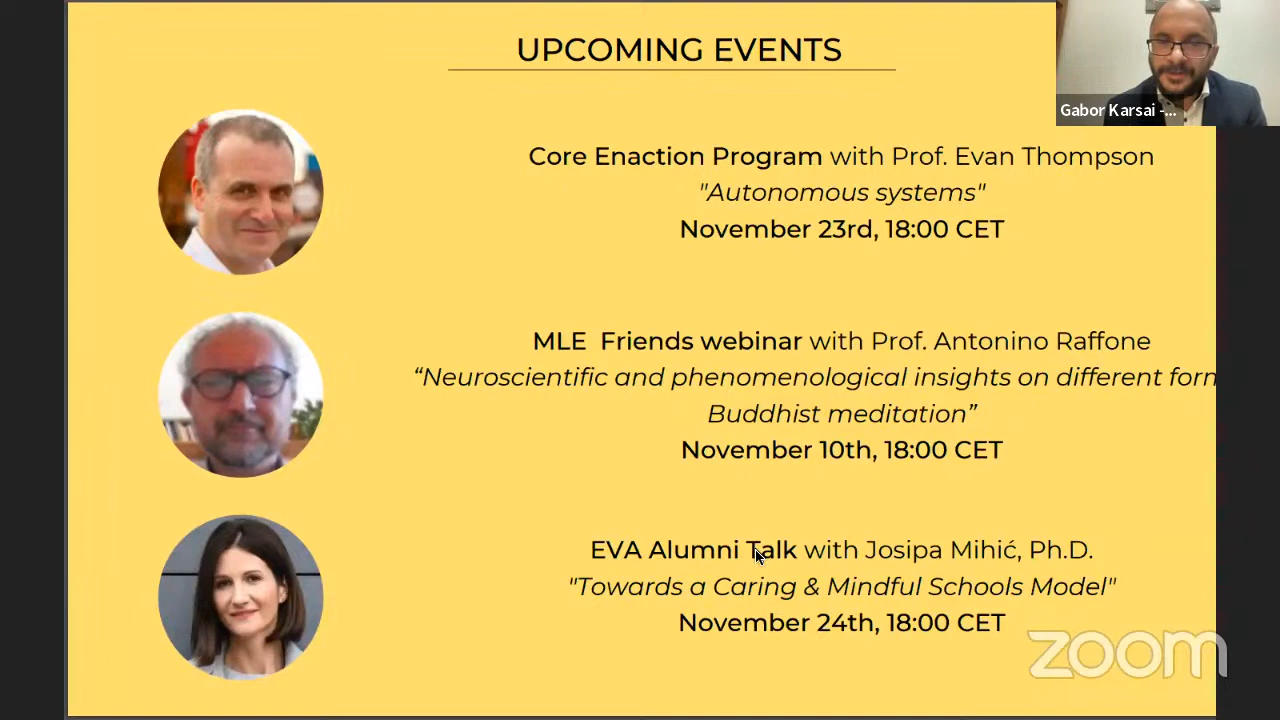 UPCOMING EVENTS
Gabor Karsai -...
Core Enaction Program with Prof. Evan Thompson
"Autonomous systems"
November 23rd, 18:00 CET
MLE Friends webinar with Prof. Antonino Raffone
“Neuroscientific and phenomenological insights on different
Buddhist meditation”
November 10th, 18:00 CET
EVA Alumni Talk with Josipa Mihić, Ph.D.
"Towards a Caring & Mindful Schools Model"
November 24th, 18:00 CET
zoom